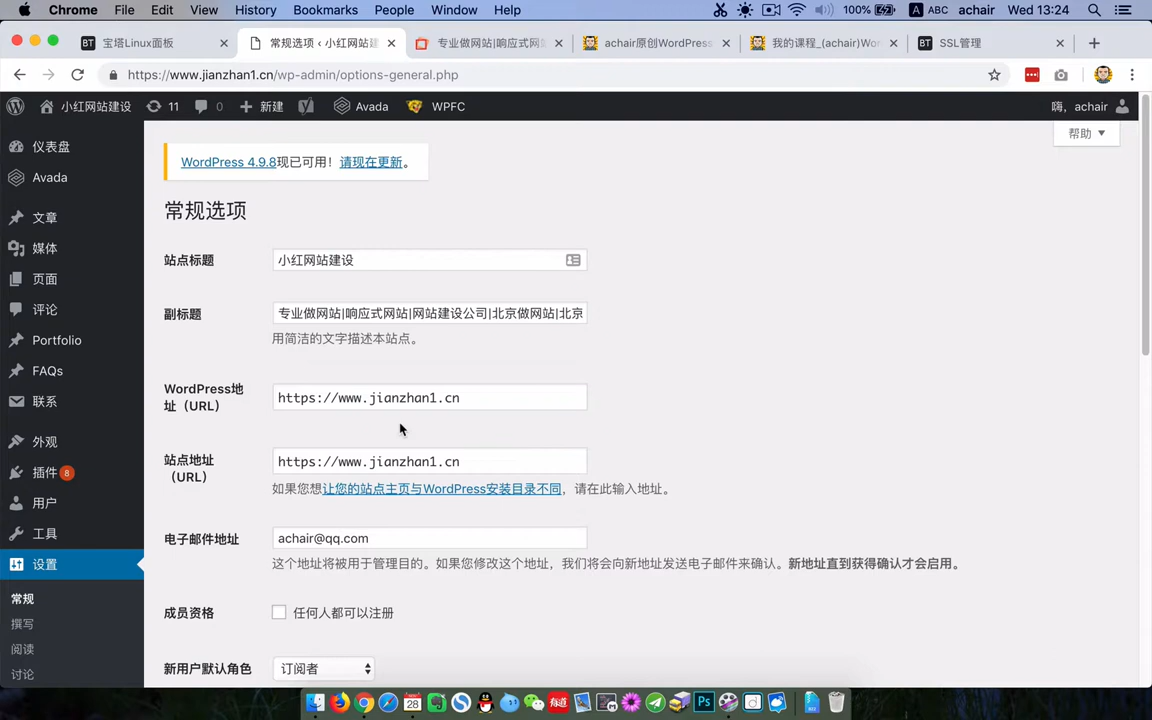 Chrome File Edit View History Bookmarks People Window Help 100% A ABC achair Wed 13:24
BT 宝塔Linux面板 × 常规选项 ‹ 小红网站建 × 专业做网站|响应式网 × achair原创WordPress × 我的课程_(achair)Wo × BT SSL管理 × +
https://www.jianzhan1.cn/wp-admin/options-general.php
小红网站建设 11 0 新建 Avada WPFC 嗨，achair
帮助
仪表盘
Avada
文章
媒体
页面
评论
Portfolio
FAQs
联系
外观
插件 8
用户
工具
设置
常规
撰写
阅读
讨论
WordPress 4.9.8现已可用！请现在更新。
常规选项
站点标题 小红网站建设
副标题 专业做网站|响应式网站|网站建设公司|北京做网站|北京
用简洁的文字描述本站点。
WordPress地
址（URL） https://www.jianzhan1.cn
站点地址
（URL） https://www.jianzhan1.cn
如果您想让您的站点主页与WordPress安装目录不同，请在此输入地址。
电子邮件地址 achair@qq.com
这个地址将被用于管理目的。如果您修改这个地址，我们将会向新地址发送电子邮件来确认。新地址直到获得确认才会启用。
成员资格 任何人都可以注册
新用户默认角色 订阅者
28 有道 Ps